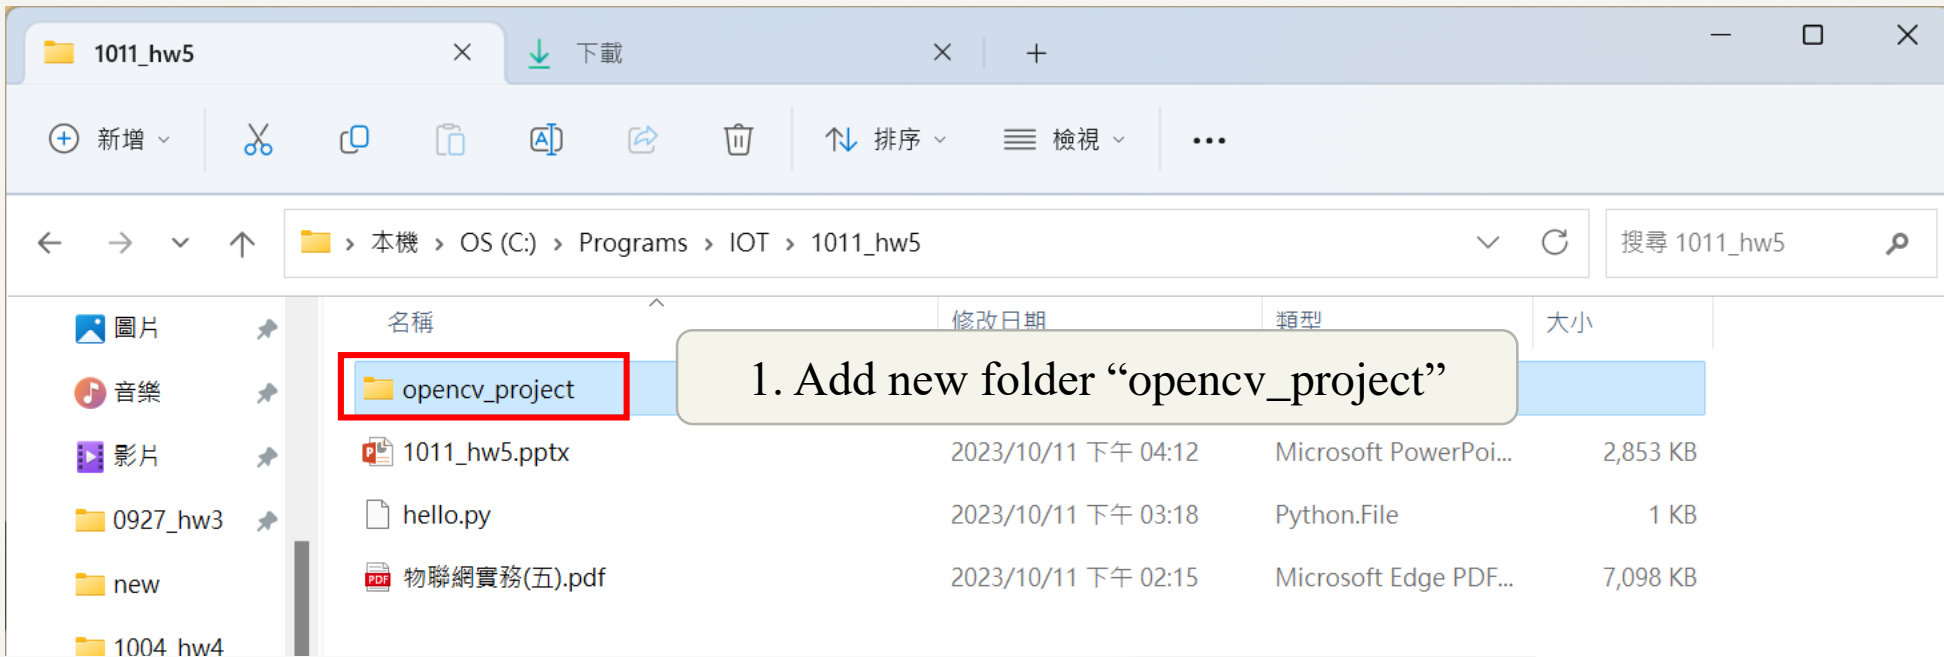 1011_hw5
下載
新增
排序
檢視
本機 > OS (C:) > Programs > IOT > 1011_hw5
搜尋 1011_hw5
名稱 修改日期 類型 大小
圖片
音樂
影片
0927_hw3
new
1004_hw4
opencv_project
1. Add new folder “opencv_project”
1011_hw5.pptx 2023/10/11 下午 04:12 Microsoft PowerPoi... 2,853 KB
hello.py 2023/10/11 下午 03:18 Python.File 1 KB
物聯網實務(五).pdf 2023/10/11 下午 02:15 Microsoft Edge PDF... 7,098 KB